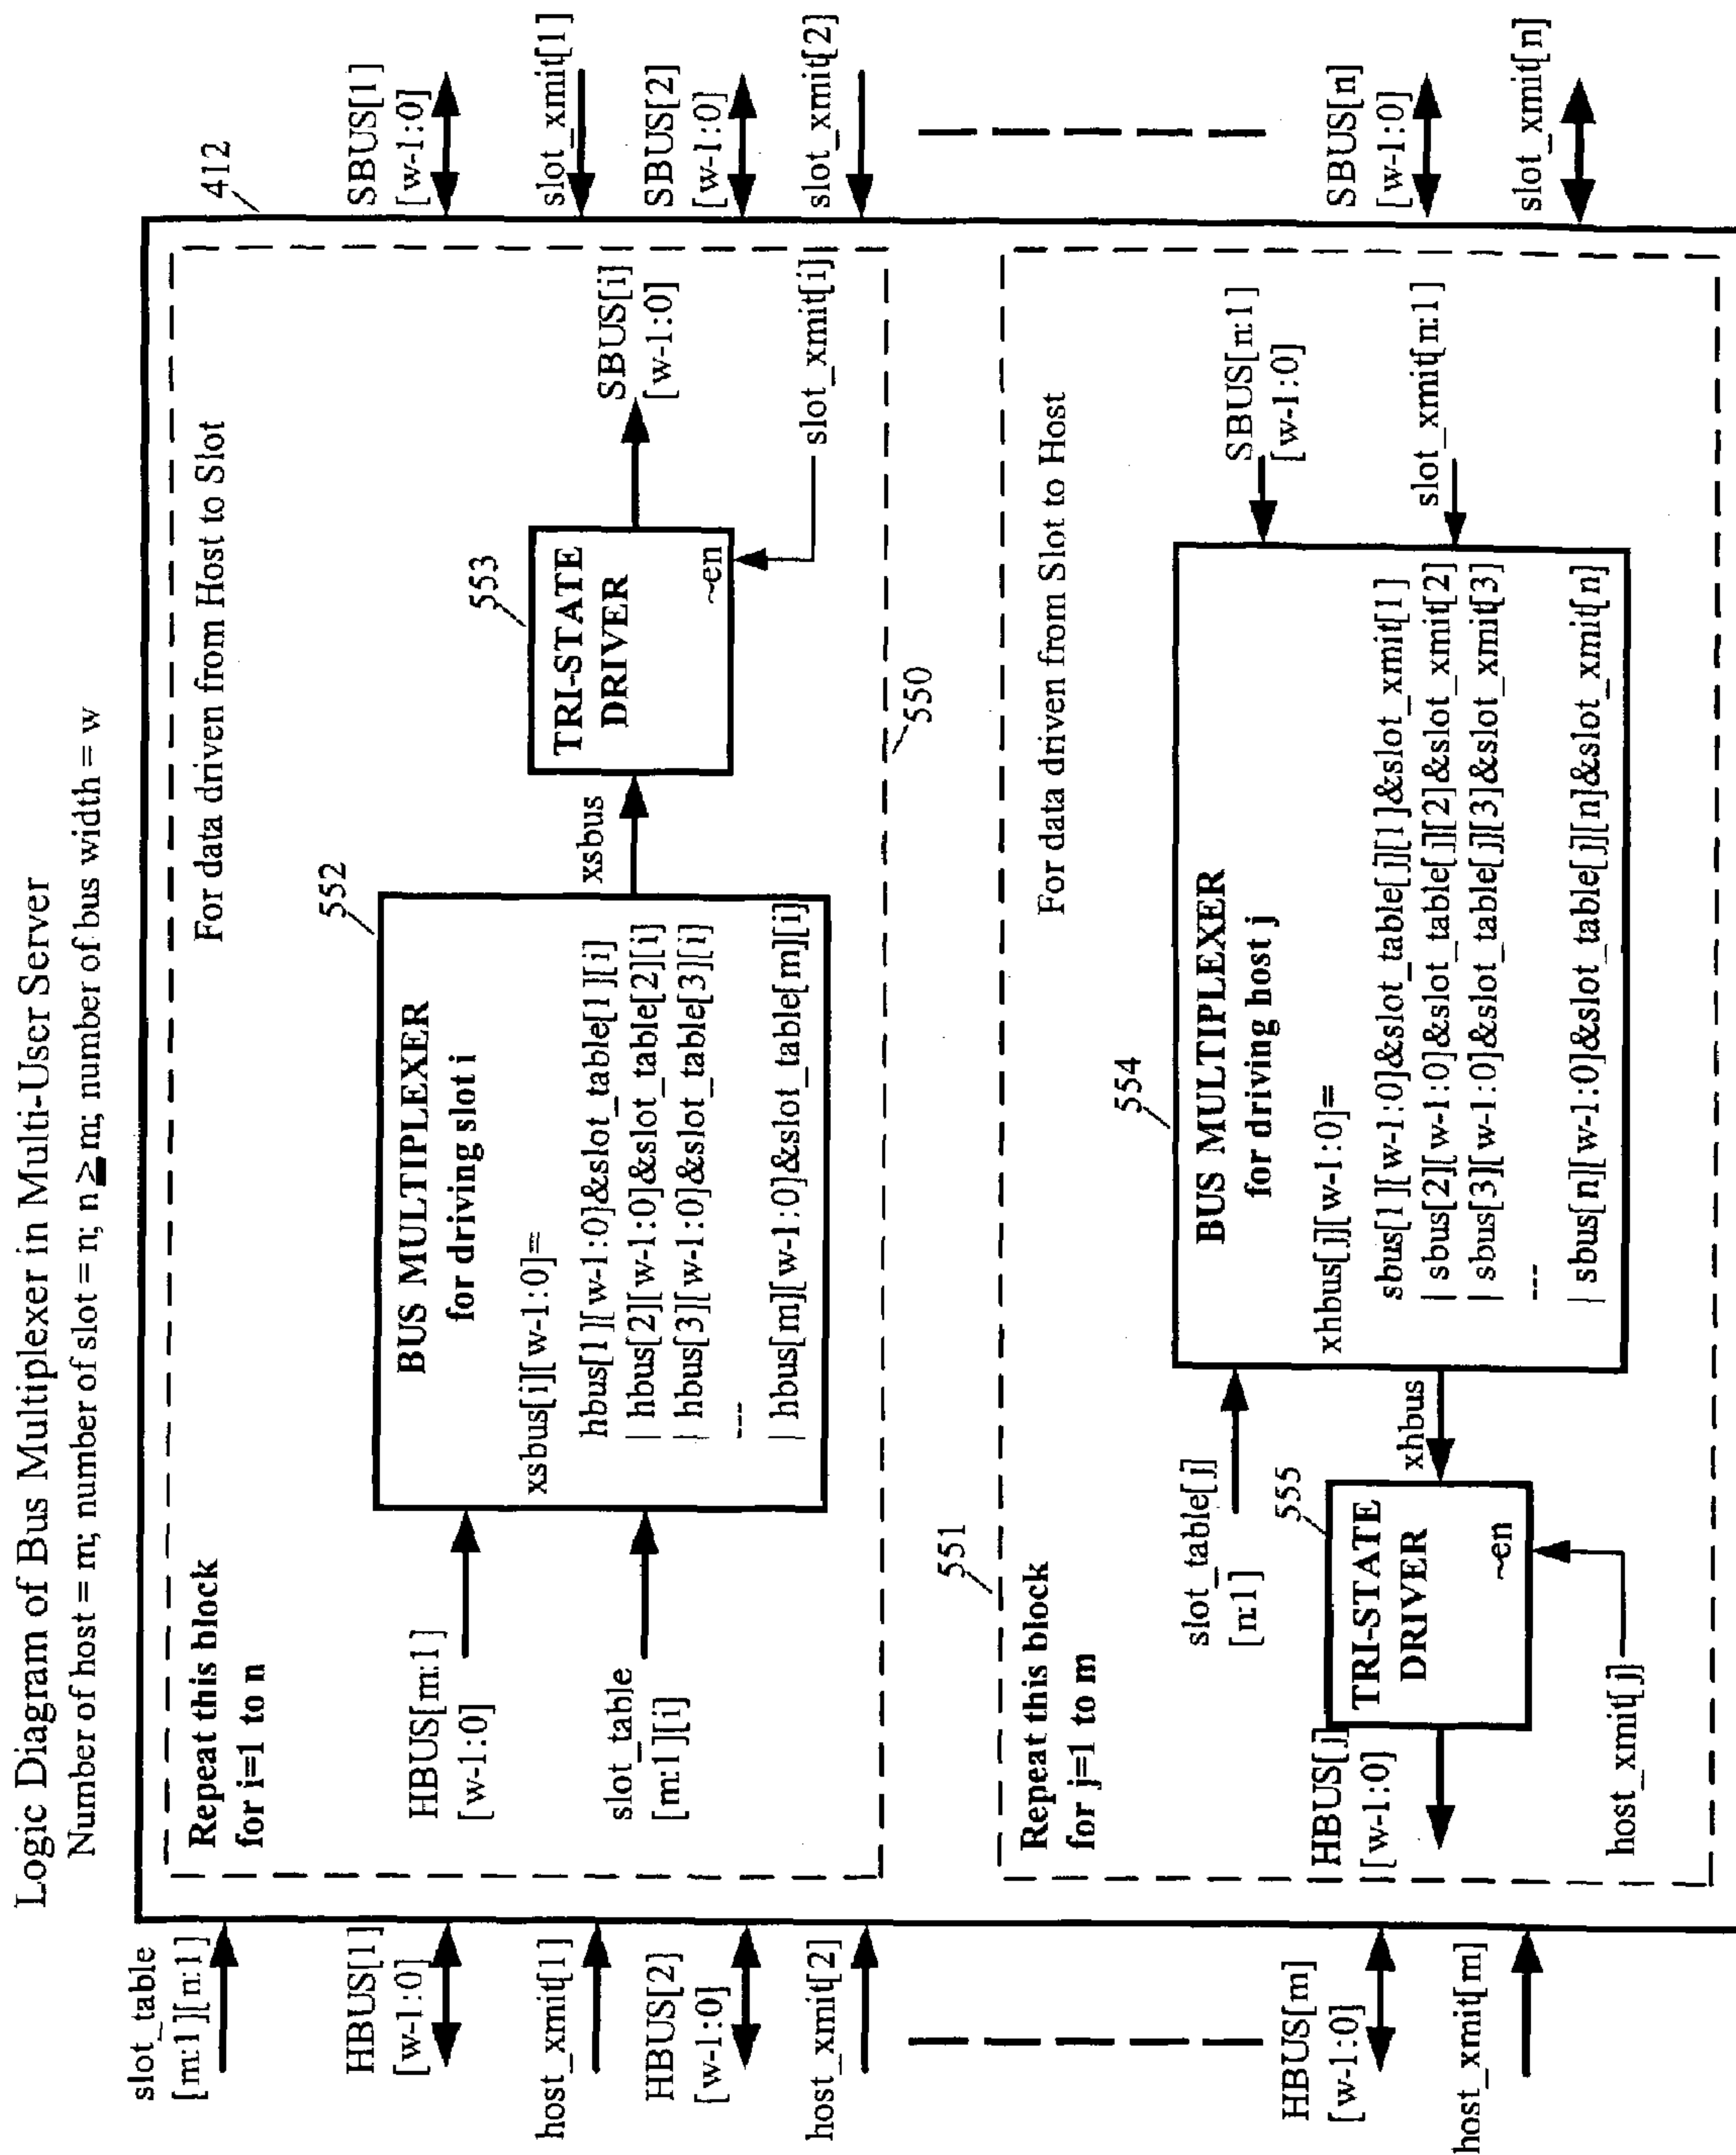 Logic Diagram of Bus Multiplexer in Multi-User Server
Number of host = m; number of slot = n; n ≥ m; number of bus width = w
slot_table
[m:1][n:1]
HBUS[1]
[w-1:0]
host_xmit[1]
HBUS[2]
[w-1:0]
host_xmit[2]
HBUS[m]
[w-1:0]
host_xmit[m]
412
SBUS[1]
[w-1:0]
slot_xmit[1]
SBUS[2]
[w-1:0]
slot_xmit[2]
SBUS[n]
[w-1:0]
slot_xmit[n]
Repeat this block
for i=1 to n
For data driven from Host to Slot
HBUS[m:1]
[w-1:0]
slot_table
[m:1][i]
552
BUS MULTIPLEXER
for driving slot i
xsbus[i][w-1:0]=
hbus[1][w-1:0]&slot_table[1][i]
| hbus[2][w-1:0]&slot_table[2][i]
| hbus[3][w-1:0]&slot_table[3][i]
---
| hbus[m][w-1:0]&slot_table[m][i]
xsbus
553
TRI-STATE
DRIVER
~en
SBUS[i]
[w-1:0]
slot_xmit[i]
550
551
Repeat this block
for j=1 to m
For data driven from Slot to Host
slot_table[j]
[n:1]
554
BUS MULTIPLEXER
for driving host j
xhbus[j][w-1:0]=
sbus[1][w-1:0]&slot_table[j][1]&slot_xmit[1]
| sbus[2][w-1:0]&slot_table[j][2]&slot_xmit[2]
| sbus[3][w-1:0]&slot_table[j][3]&slot_xmit[3]
---
| sbus[n][w-1:0]&slot_table[j][n]&slot_xmit[n]
SBUS[n:1]
[w-1:0]
slot_xmit[n:1]
xhbus
555
TRI-STATE
DRIVER
~en
HBUS[j]
[w-1:0]
host_xmit[j]